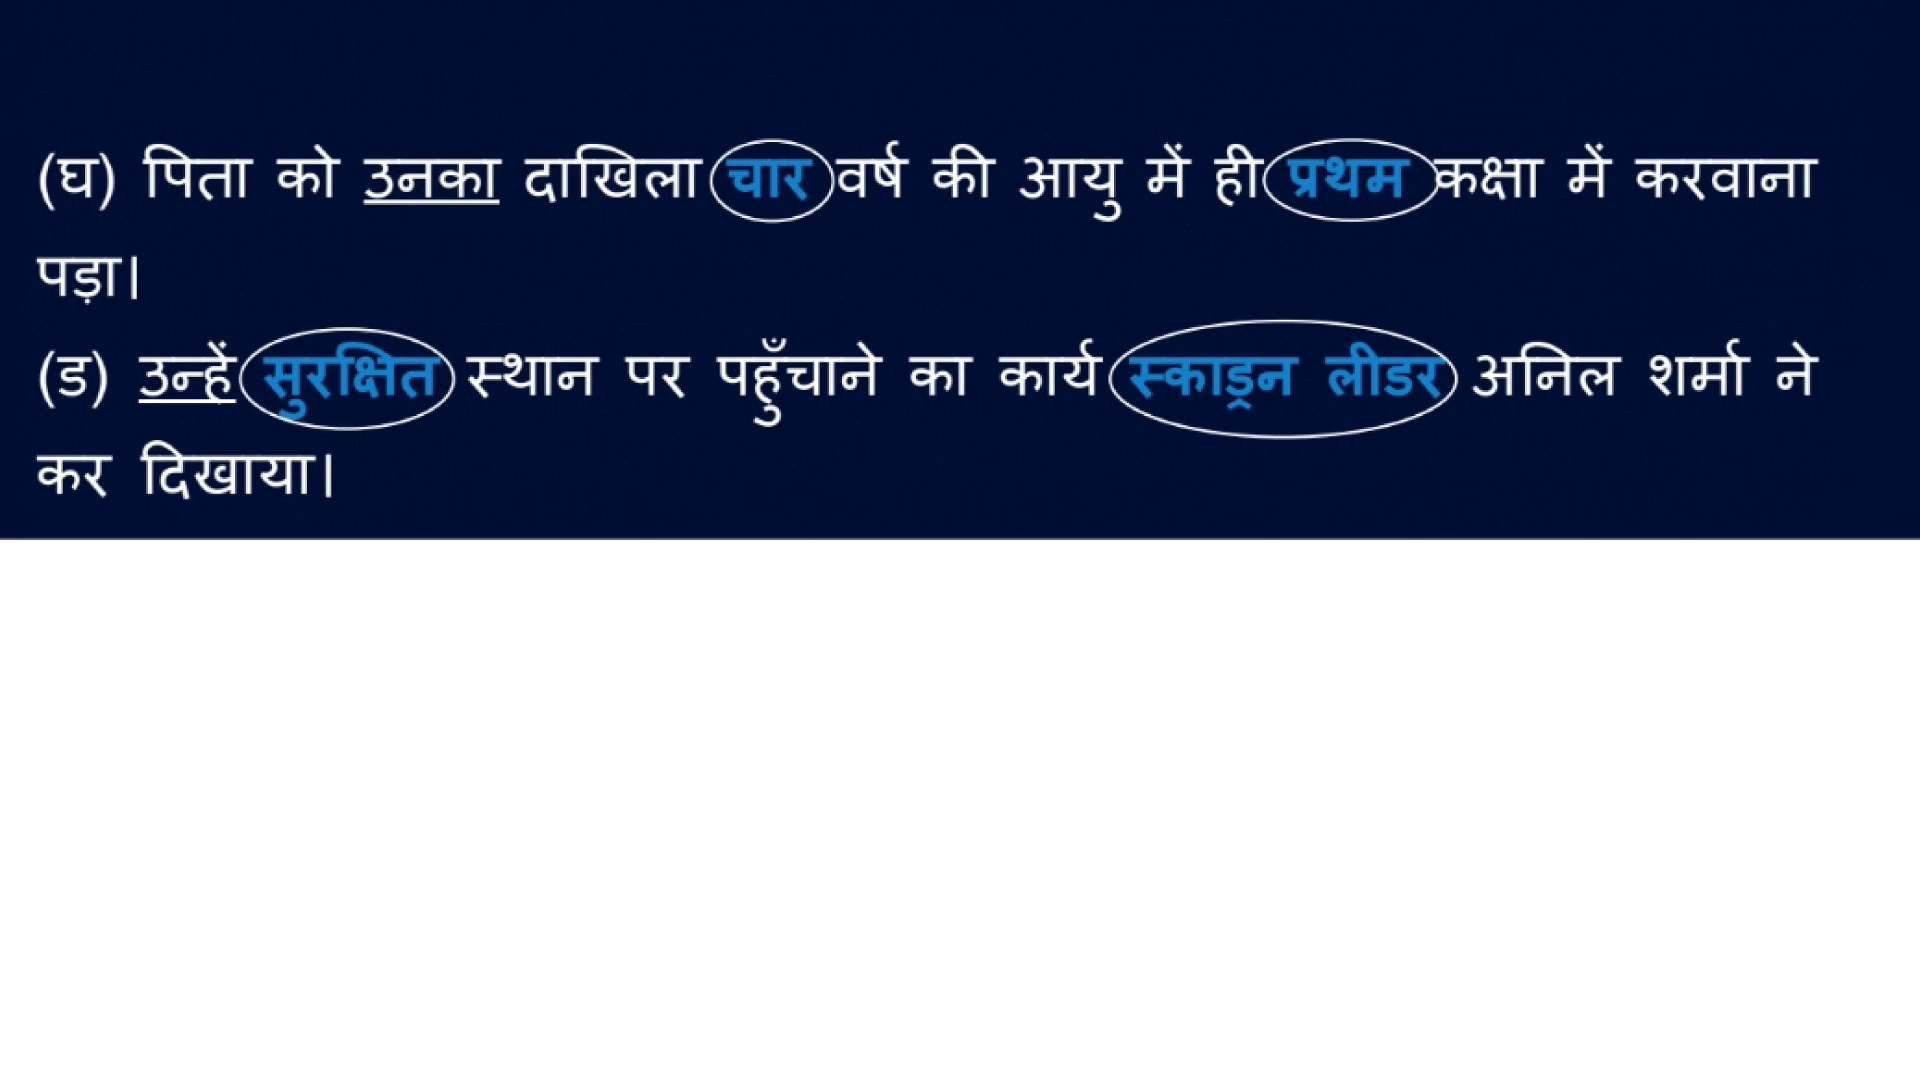 (घ) पिता को उनका दाखिला चार वर्ष की आयु में ही प्रथम कक्षा में करवाना
पड़ा।
(ड) उन्हें सुरक्षित स्थान पर पहुँचाने का कार्य स्काड्रन लीडर अनिल शर्मा ने
कर दिखाया।